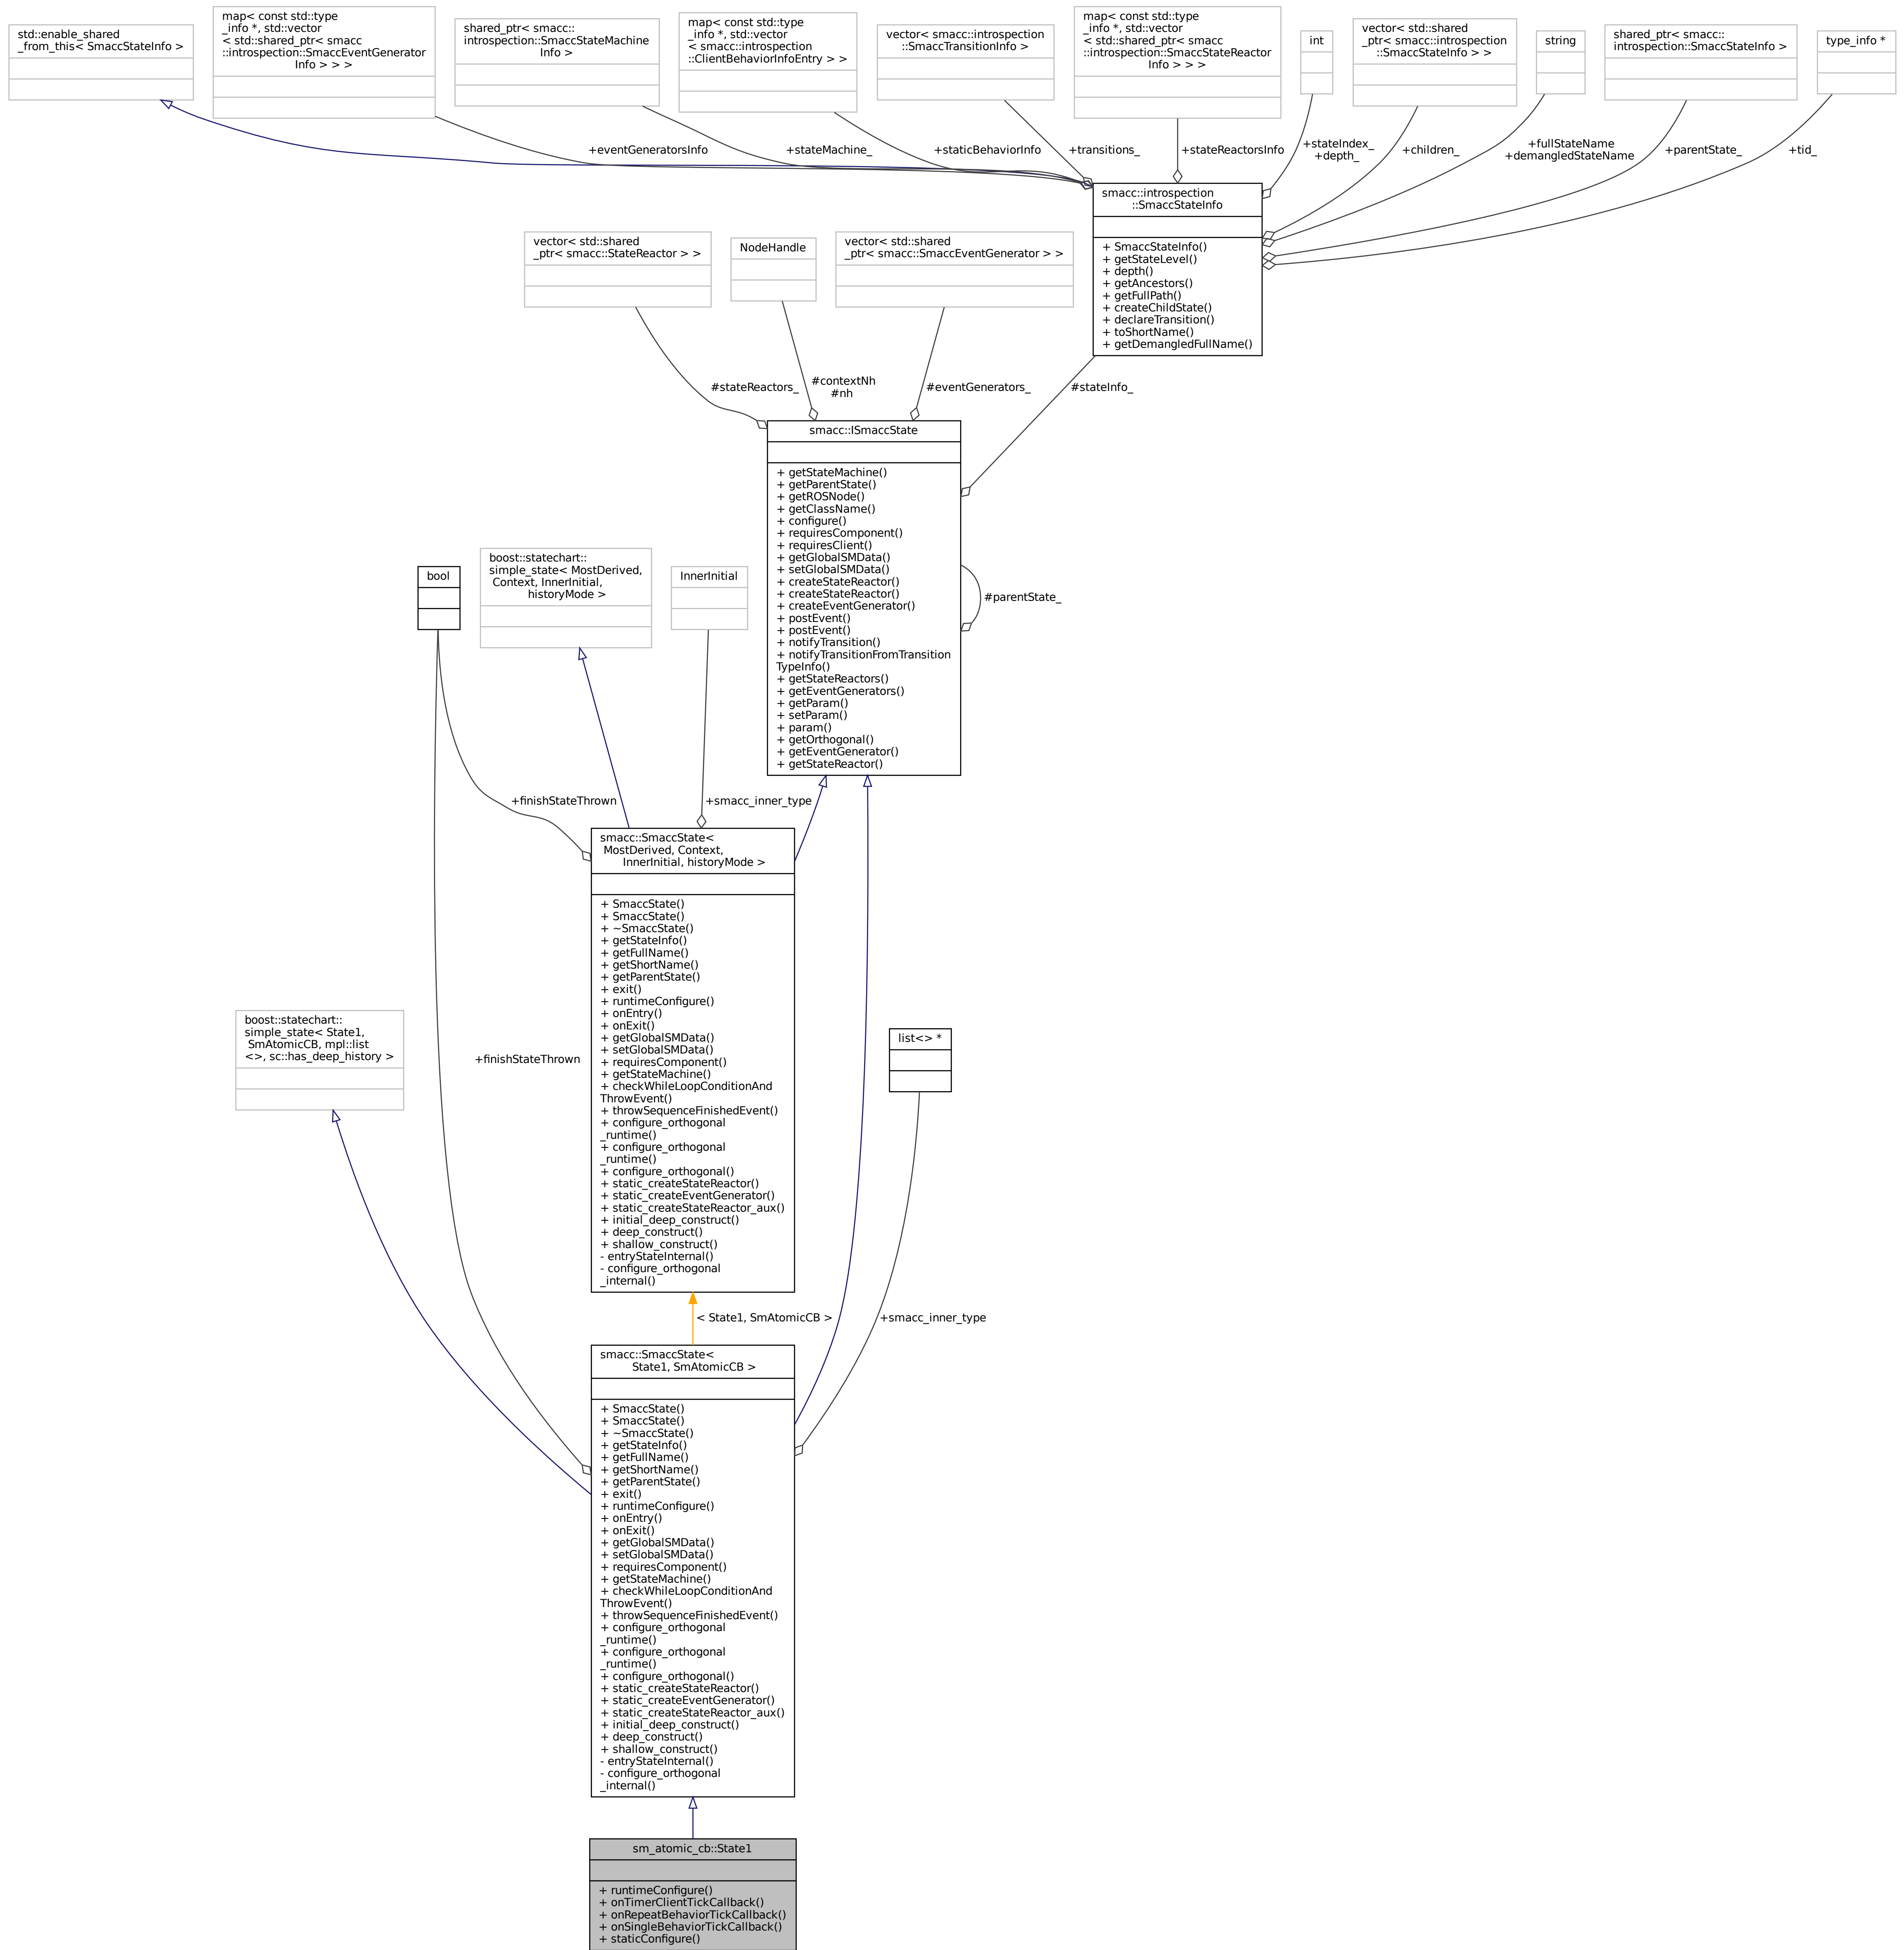 std::enable_shared
_from_this< SmaccStateInfo >
map< const std::type
_info *, std::vector
< std::shared_ptr< smacc
::introspection::SmaccEventGenerator
Info > > >
shared_ptr< smacc::
introspection::SmaccStateMachine
Info >
map< const std::type
_info *, std::vector
< smacc::introspection
::ClientBehaviorInfoEntry > >
vector< smacc::introspection
::SmaccTransitionInfo >
map< const std::type
_info *, std::vector
< std::shared_ptr< smacc
::introspection::SmaccStateReactor
Info > > >
int
vector< std::shared
_ptr< smacc::introspection
::SmaccStateInfo > >
string
shared_ptr< smacc::
introspection::SmaccStateInfo >
type_info *
+eventGeneratorsInfo
+stateMachine_
+staticBehaviorInfo
+transitions_
+stateReactorsInfo
+stateIndex_
+depth_
+children_
+fullStateName
+demangledStateName
+parentState_
+tid_
smacc::introspection
::SmaccStateInfo
+ SmaccStateInfo()
+ getStateLevel()
+ depth()
+ getAncestors()
+ getFullPath()
+ createChildState()
+ declareTransition()
+ toShortName()
+ getDemangledFullName()
vector< std::shared
_ptr< smacc::StateReactor > >
NodeHandle
vector< std::shared
_ptr< smacc::SmaccEventGenerator > >
#stateReactors_
#contextNh
#nh
#eventGenerators_
#stateInfo_
smacc::ISmaccState
+ getStateMachine()
+ getParentState()
+ getROSNode()
+ getClassName()
+ configure()
+ requiresComponent()
+ requiresClient()
+ getGlobalSMData()
+ setGlobalSMData()
+ createStateReactor()
+ createStateReactor()
+ createEventGenerator()
+ postEvent()
+ postEvent()
+ notifyTransition()
+ notifyTransitionFromTransition
TypeInfo()
+ getStateReactors()
+ getEventGenerators()
+ getParam()
+ setParam()
+ param()
+ getOrthogonal()
+ getEventGenerator()
+ getStateReactor()
#parentState_
bool
boost::statechart::
simple_state< MostDerived,
Context, InnerInitial,
historyMode >
InnerInitial
+finishStateThrown
+smacc_inner_type
smacc::SmaccState<
MostDerived, Context,
InnerInitial, historyMode >
+ SmaccState()
+ SmaccState()
+ ~SmaccState()
+ getStateInfo()
+ getFullName()
+ getShortName()
+ getParentState()
+ exit()
+ runtimeConfigure()
+ onEntry()
+ onExit()
+ getGlobalSMData()
+ setGlobalSMData()
+ requiresComponent()
+ getStateMachine()
+ checkWhileLoopConditionAnd
ThrowEvent()
+ throwSequenceFinishedEvent()
+ configure_orthogonal
_runtime()
+ configure_orthogonal
_runtime()
+ configure_orthogonal()
+ static_createStateReactor()
+ static_createEventGenerator()
+ static_createStateReactor_aux()
+ initial_deep_construct()
+ deep_construct()
+ shallow_construct()
- entryStateInternal()
- configure_orthogonal
_internal()
boost::statechart::
simple_state< State1,
SmAtomicCB, mpl::list
<>, sc::has_deep_history >
+finishStateThrown
list<> *
< State1, SmAtomicCB >
+smacc_inner_type
smacc::SmaccState<
State1, SmAtomicCB >
+ SmaccState()
+ SmaccState()
+ ~SmaccState()
+ getStateInfo()
+ getFullName()
+ getShortName()
+ getParentState()
+ exit()
+ runtimeConfigure()
+ onEntry()
+ onExit()
+ getGlobalSMData()
+ setGlobalSMData()
+ requiresComponent()
+ getStateMachine()
+ checkWhileLoopConditionAnd
ThrowEvent()
+ throwSequenceFinishedEvent()
+ configure_orthogonal
_runtime()
+ configure_orthogonal
_runtime()
+ configure_orthogonal()
+ static_createStateReactor()
+ static_createEventGenerator()
+ static_createStateReactor_aux()
+ initial_deep_construct()
+ deep_construct()
+ shallow_construct()
- entryStateInternal()
- configure_orthogonal
_internal()
sm_atomic_cb::State1
+ runtimeConfigure()
+ onTimerClientTickCallback()
+ onRepeatBehaviorTickCallback()
+ onSingleBehaviorTickCallback()
+ staticConfigure()